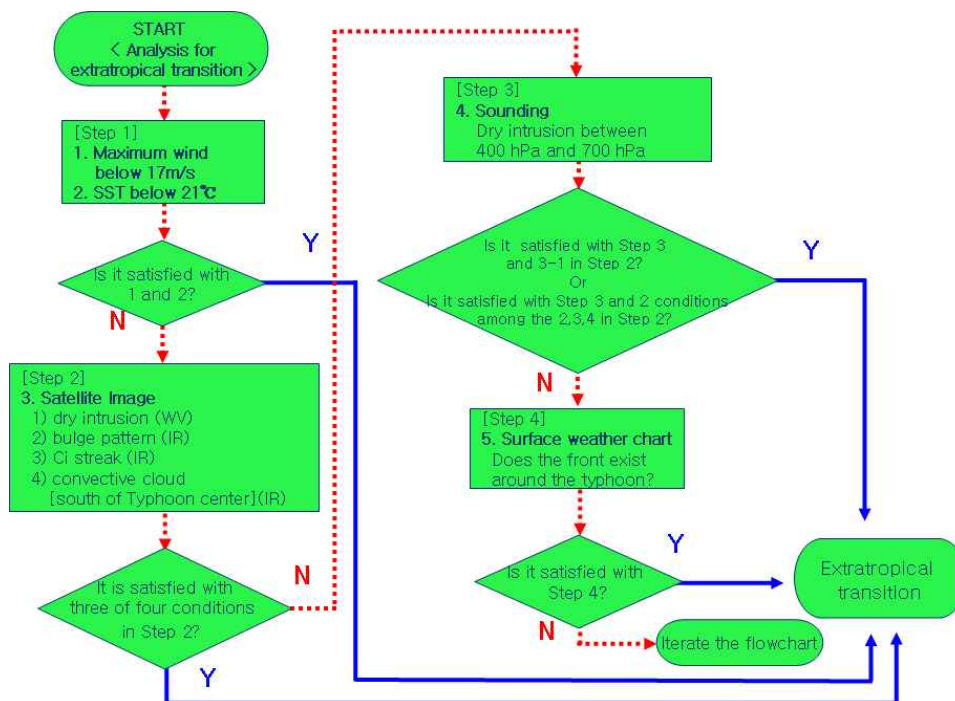 START
< Analysis for
extratropical transition >
[Step 1]
1. Maximum wind
below 17m/s
2. SST below 21℃
Is it satisfied with
1 and 2?
Y
N
[Step 2]
3. Satellite Image
1) dry intrusion (WV)
2) bulge pattern (IR)
3) Ci streak (IR)
4) convective cloud
[south of Typhoon center](IR)
It is satisfied with
three of four conditions
in Step 2?
N
Y
[Step 3]
4. Sounding
Dry intrusion between
400 hPa and 700 hPa
Is it satisfied with Step 3
and 3-1 in Step 2?
Or
Is it satisfied with Step 3 and 2 conditions
among the 2,3,4 in Step 2?
Y
N
[Step 4]
5. Surface weather chart
Does the front exist
around the typhoon?
Is it satisfied with
Step 4?
Y
N
Iterate the flowchart
Extratropical
transition